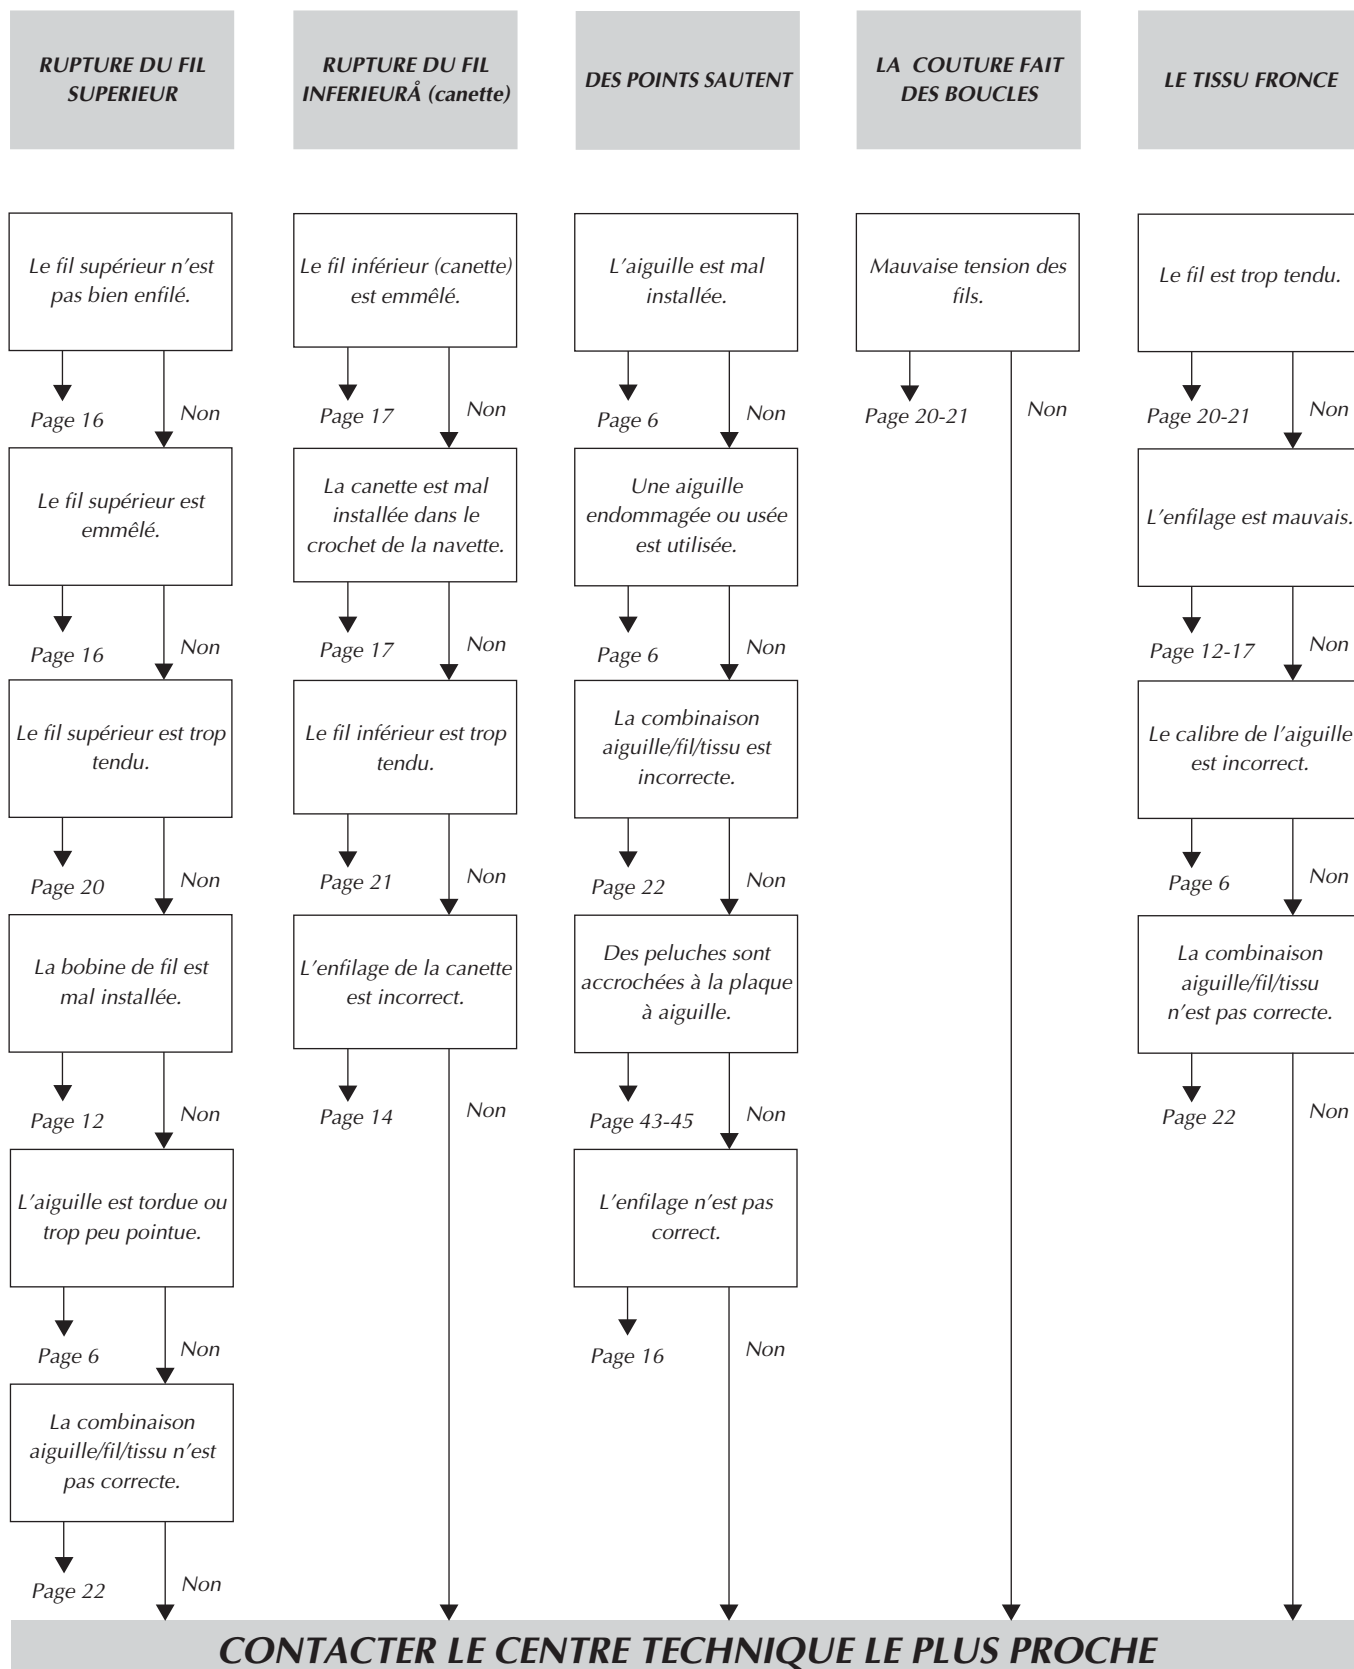 RUPTURE DU FIL
SUPERIEUR
RUPTURE DU FIL
INFERIEURÅ (canette)
DES POINTS SAUTENT
LA COUTURE FAIT
DES BOUCLES
LE TISSU FRONCE
Le fil supérieur n'est
pas bien enfilé.
Page 16
Non
Le fil supérieur est
emmêlé.
Page 16
Non
Le fil supérieur est trop
tendu.
Page 20
Non
La bobine de fil est
mal installée.
Page 12
Non
L'aiguille est tordue ou
trop peu pointue.
Page 6
Non
La combinaison
aiguille/fil/tissu n'est
pas correcte.
Page 22
Non
Le fil inférieur (canette)
est emmêlé.
Page 17
Non
La canette est mal
installée dans le
crochet de la navette.
Page 17
Non
Le fil inférieur est trop
tendu.
Page 21
Non
L'enfilage de la canette
est incorrect.
Page 14
Non
L'aiguille est mal
installée.
Page 6
Non
Une aiguille
endommagée ou usée
est utilisée.
Page 6
Non
La combinaison
aiguille/fil/tissu est
incorrecte.
Page 22
Non
Des peluches sont
accrochées à la plaque
à aiguille.
Page 43-45
Non
L'enfilage n'est pas
correct.
Page 16
Non
Mauvaise tension des
fils.
Page 20-21
Non
Le fil est trop tendu.
Page 20-21
Non
L'enfilage est mauvais.
Page 12-17
Non
Le calibre de l'aiguille
est incorrect.
Page 6
Non
La combinaison
aiguille/fil/tissu
n'est pas correcte.
Page 22
Non
CONTACTER LE CENTRE TECHNIQUE LE PLUS PROCHE